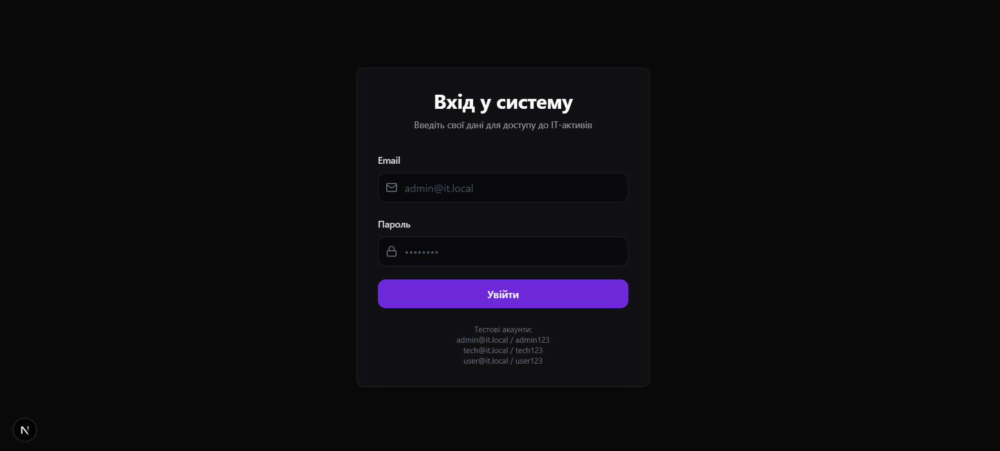 Вхід у систему
Введіть свої дані для доступу до ІТ-активів
Email
admin@it.local
Пароль
••••••••
Увійти
Тестові акаунти:
admin@it.local / admin123
tech@it.local / tech123
user@it.local / user123
N